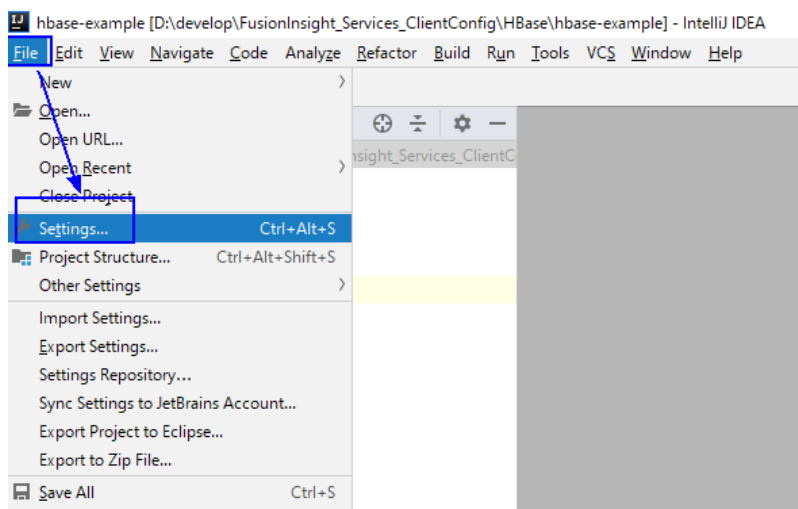 IJ hbase-example [D:\develop\FusionInsight_Services_ClientConfig\HBase\hbase-example] - IntelliJ IDEA
File Edit View Navigate Code Analyze Refactor Build Run Tools VCS Window Help
New
Open...
Open URL...
nsight_Services_ClientC
Open Recent
Close Project
Settings... Ctrl+Alt+S
Project Structure... Ctrl+Alt+Shift+S
Other Settings
Import Settings...
Export Settings...
Settings Repository...
Sync Settings to JetBrains Account...
Export Project to Eclipse...
Export to Zip File...
Save All Ctrl+S